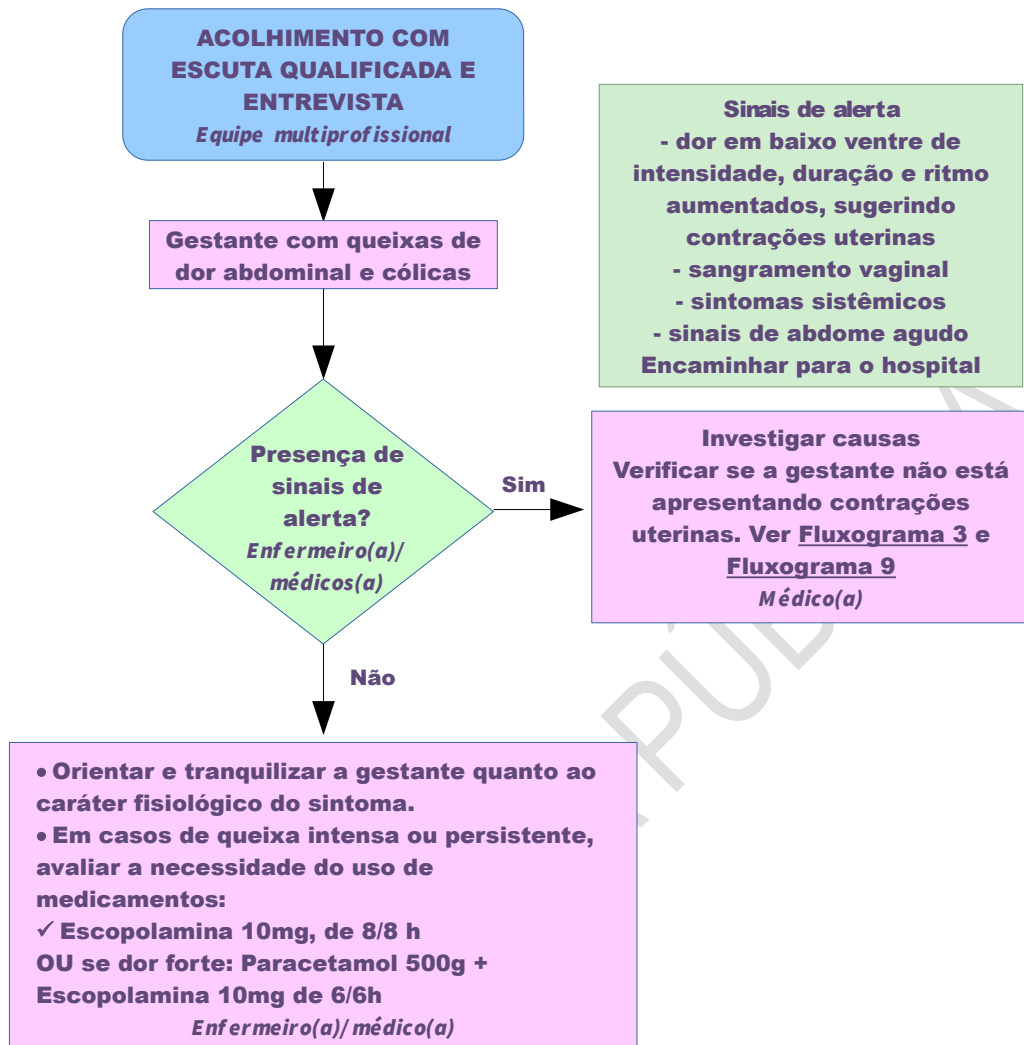 ACOLHIMENTO COM
ESCUTA QUALIFICADA E
ENTREVISTA
Equipe multiprofissional
Gestante com queixas de
dor abdominal e cólicas
Sinais de alerta
- dor em baixo ventre de
intensidade, duração e ritmo
aumentados, sugerindo
contrações uterinas
- sangramento vaginal
- sintomas sistêmicos
- sinais de abdome agudo
Encaminhar para o hospital
Presença de
sinais de
alerta?
Enfermeiro(a)/
médicos(a)
Sim
Investigar causas
Verificar se a gestante não está
apresentando contrações
uterinas. Ver Fluxograma 3 e
Fluxograma 9
Médico(a)
Não
• Orientar e tranquilizar a gestante quanto ao
caráter fisiológico do sintoma.
• Em casos de queixa intensa ou persistente,
avaliar a necessidade do uso de
medicamentos:
✓ Escopolamina 10mg, de 8/8 h
OU se dor forte: Paracetamol 500g +
Escopolamina 10mg de 6/6h
Enfermeiro(a)/médico(a)